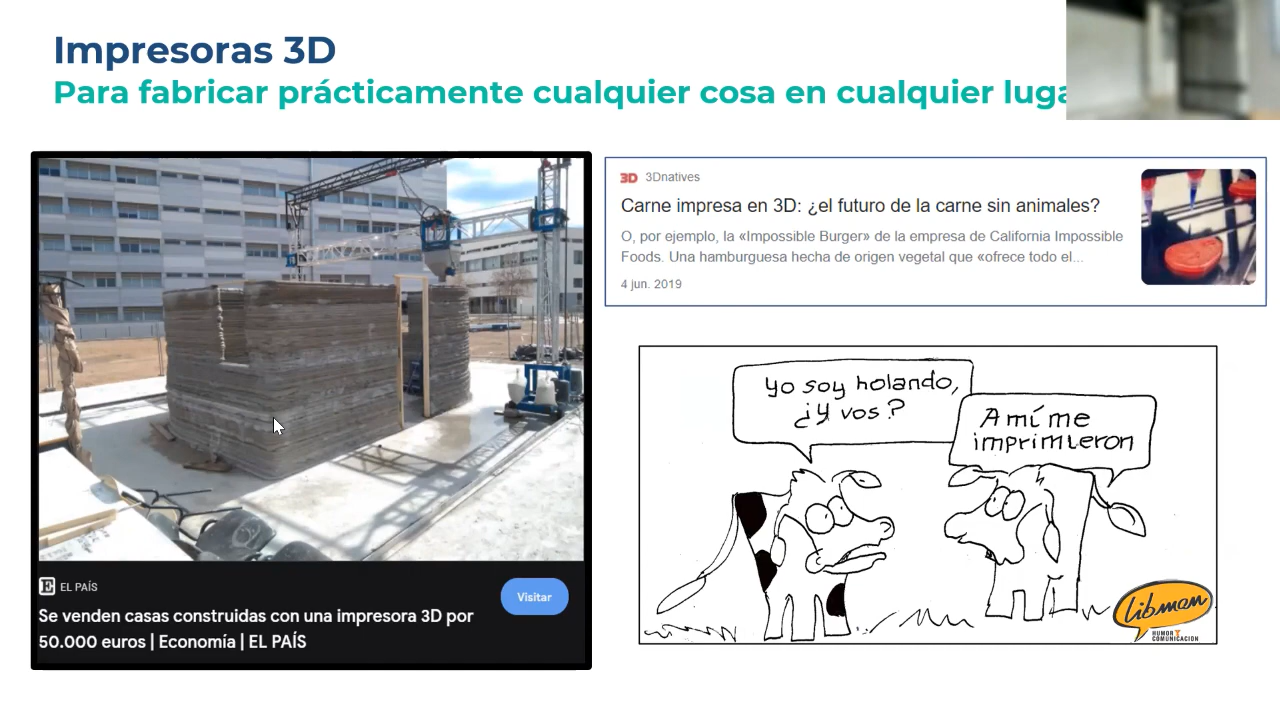 Impresoras 3D
Para fabricar prácticamente cualquier cosa en cualquier
EL PAÍS
Visitar
Se venden casas construidas con una impresora 3D por
50.000 euros | Economía | EL PAÍS
3D 3Dnatives
Carne impresa en 3D: ¿el futuro de la carne sin animales?
O, por ejemplo, la «Impossible Burger» de la empresa de California Impossible
Foods. Una hamburguesa hecha de origen vegetal que «ofrece todo el...
4 jun. 2019
Yo soy holando,
¿y vos?
A mí me
imprimieron
Libman
HUMOR Y
COMUNICACIÓN